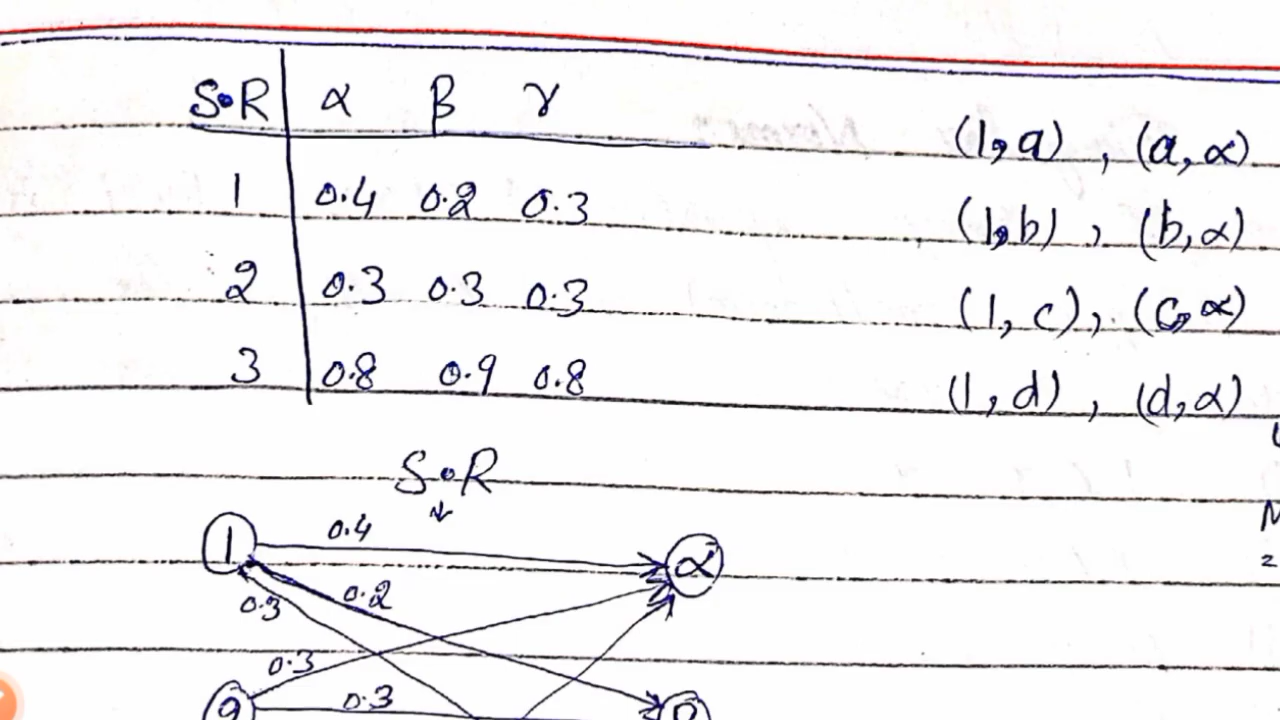 S∘R α β γ
(1,a) , (a,α)
1 0.4 0.2 0.3
(1,b) , (b,α)
2 0.3 0.3 0.3
(1,c), (c,α)
3 0.8 0.9 0.8
(1,d) , (d,α)
S∘R
1 0.4 α
0.3 0.2
0.3
0.3